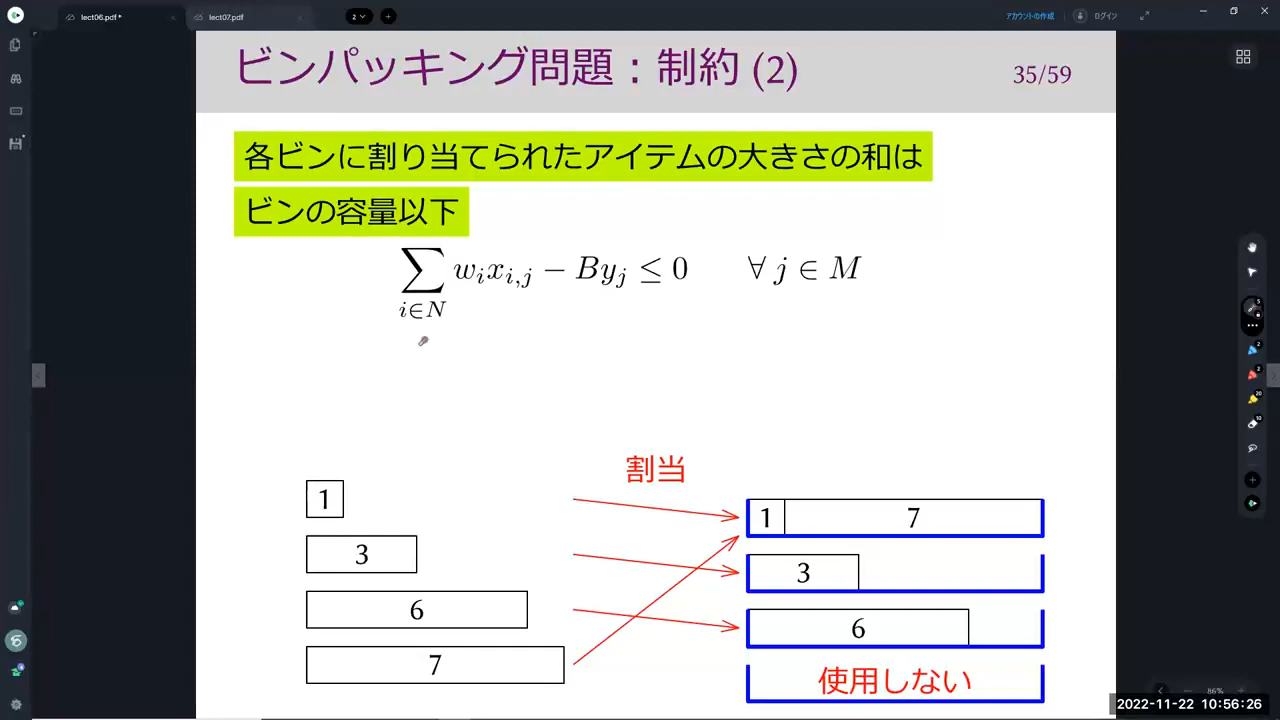 lect06.pdf *
lect07.pdf
2
アカウントの作成
ログイン
ビンパッキング問題：制約 (2)
35/59
各ビンに割り当てられたアイテムの大きさの和は
ビンの容量以下
∑_{i∈N} w_i x_{i,j} − B y_j ≤ 0 ∀ j ∈ M
割当
1
3
6
7
1 7
3
6
使用しない
86%
2022-11-22 10:56:26